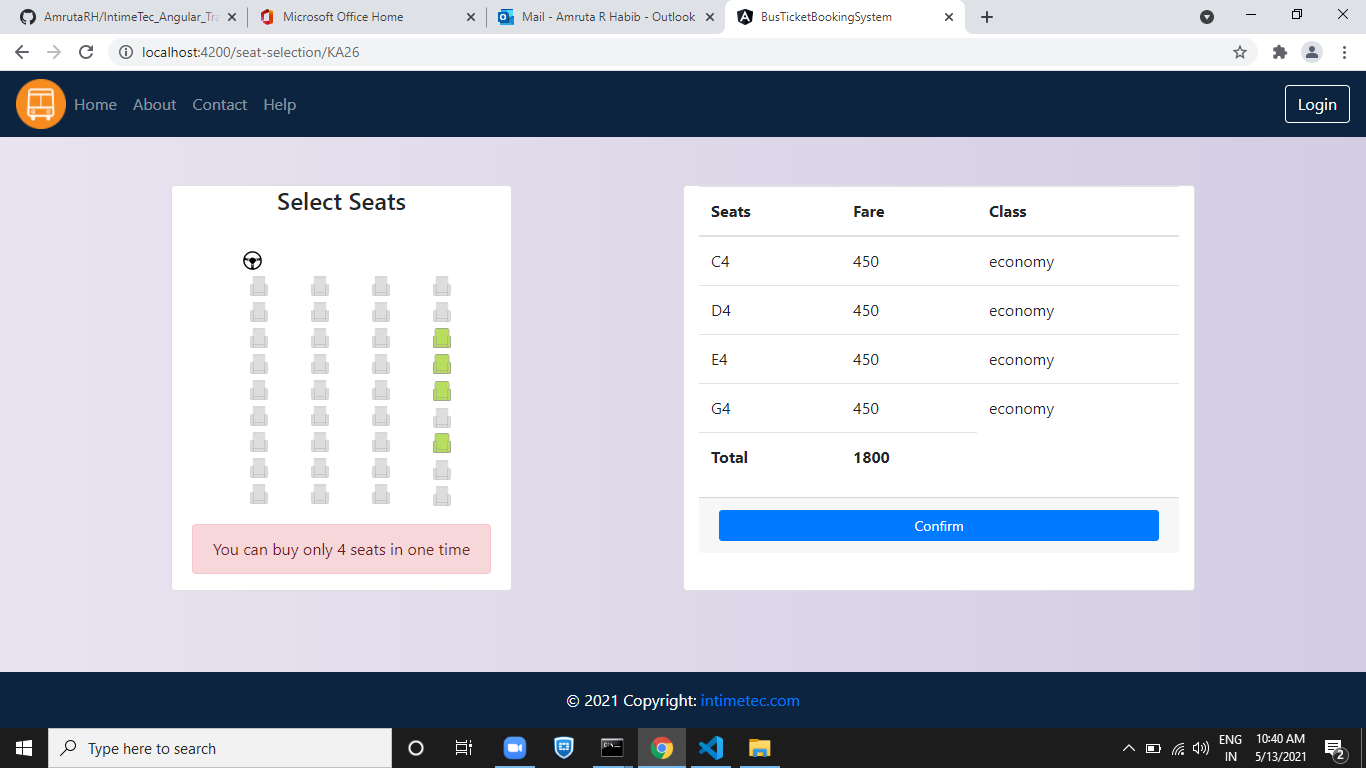 AmrutaRH/IntimeTec_Angular_Tra
Microsoft Office Home
Mail - Amruta R Habib - Outlook
BusTicketBookingSystem
localhost:4200/seat-selection/KA26
Home About Contact Help
Login
Select Seats
You can buy only 4 seats in one time
Seats Fare Class
C4 450 economy
D4 450 economy
E4 450 economy
G4 450 economy
Total 1800
Confirm
© 2021 Copyright: intimetec.com
Type here to search
ENG
IN
10:40 AM
5/13/2021
2